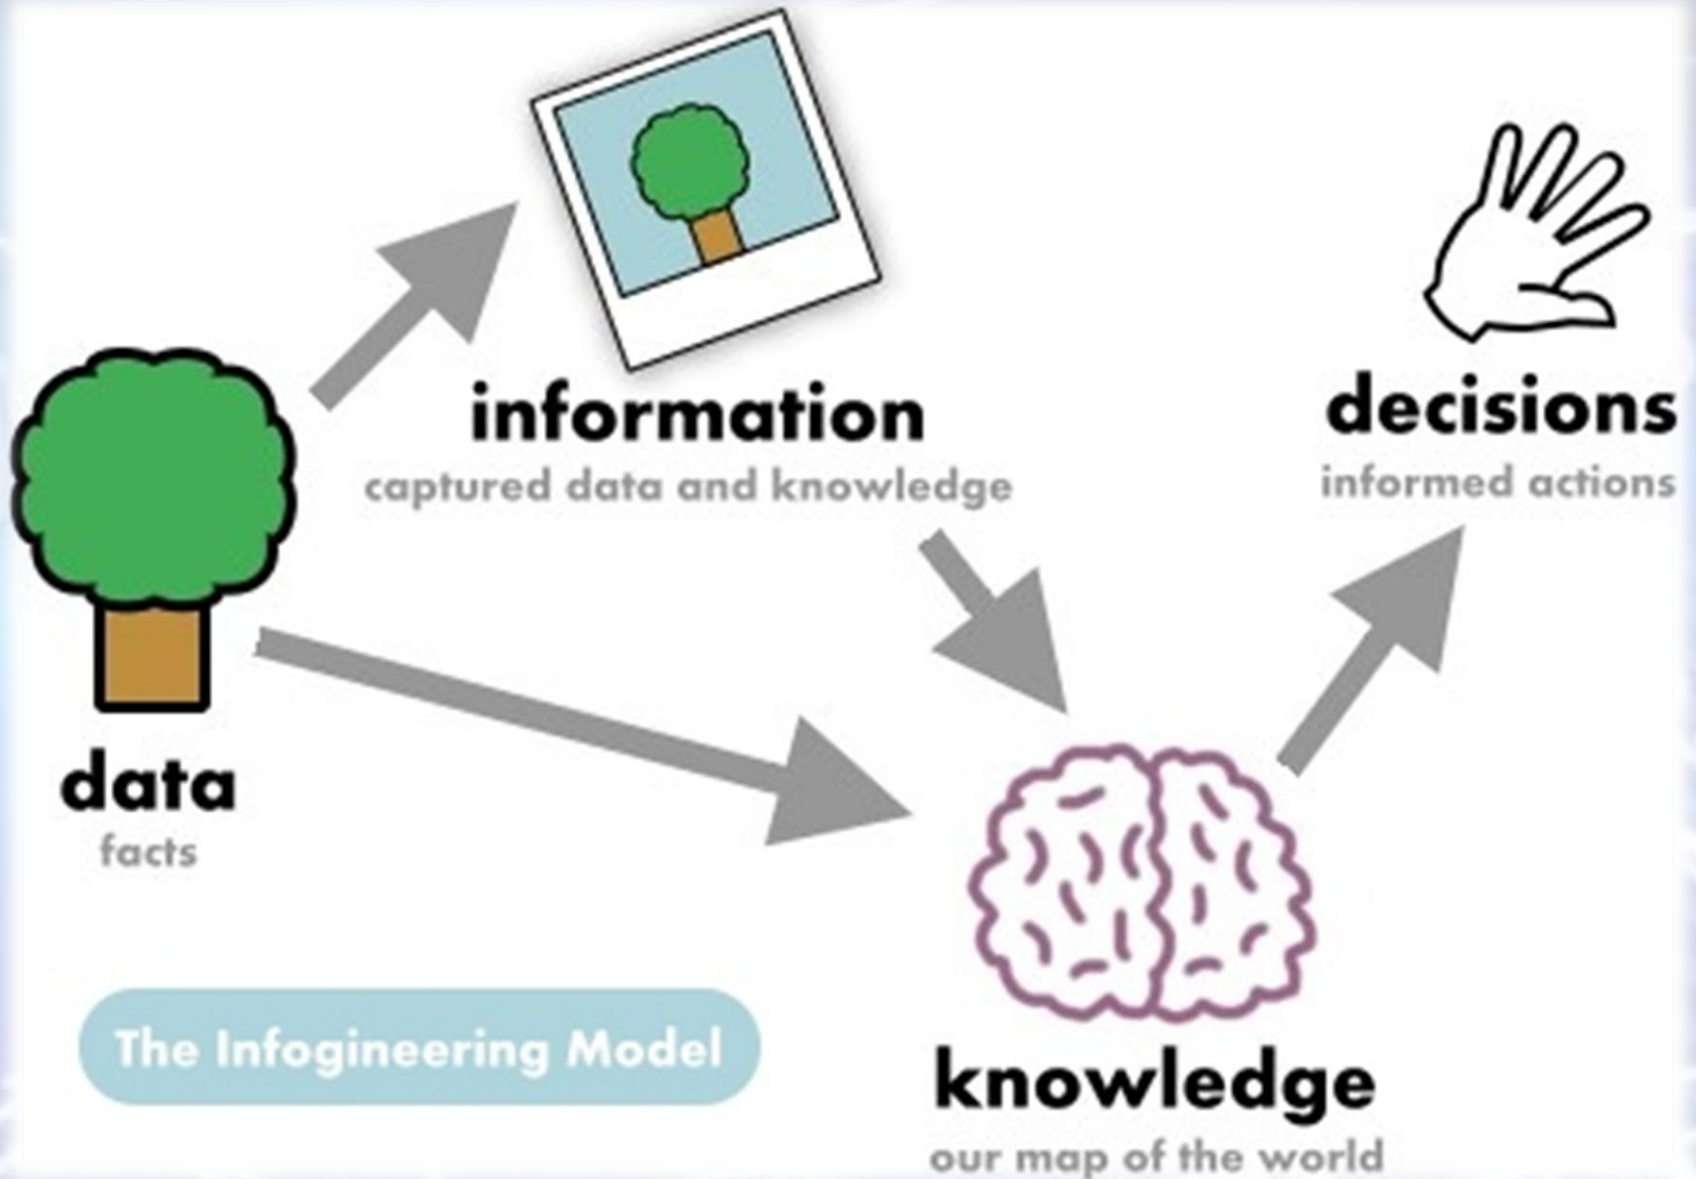 information
captured data and knowledge
decisions
informed actions
data
facts
The Infogineering Model
knowledge
our map of the world